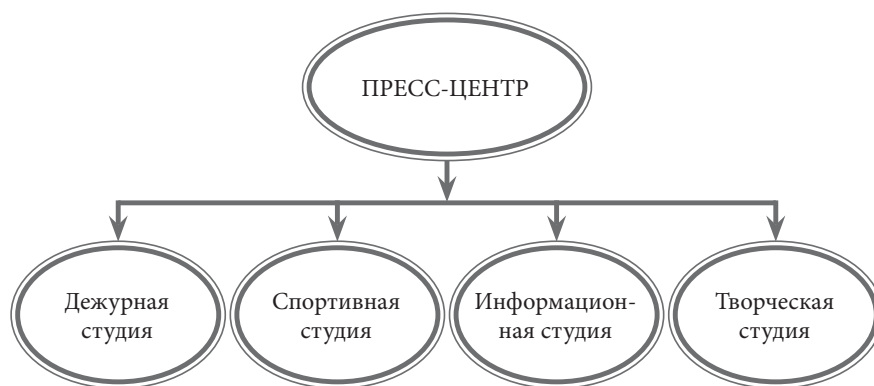 ПРЕСС-ЦЕНТР
Дежурная
студия
Спортивная
студия
Информацион-
ная студия
Творческая
студия